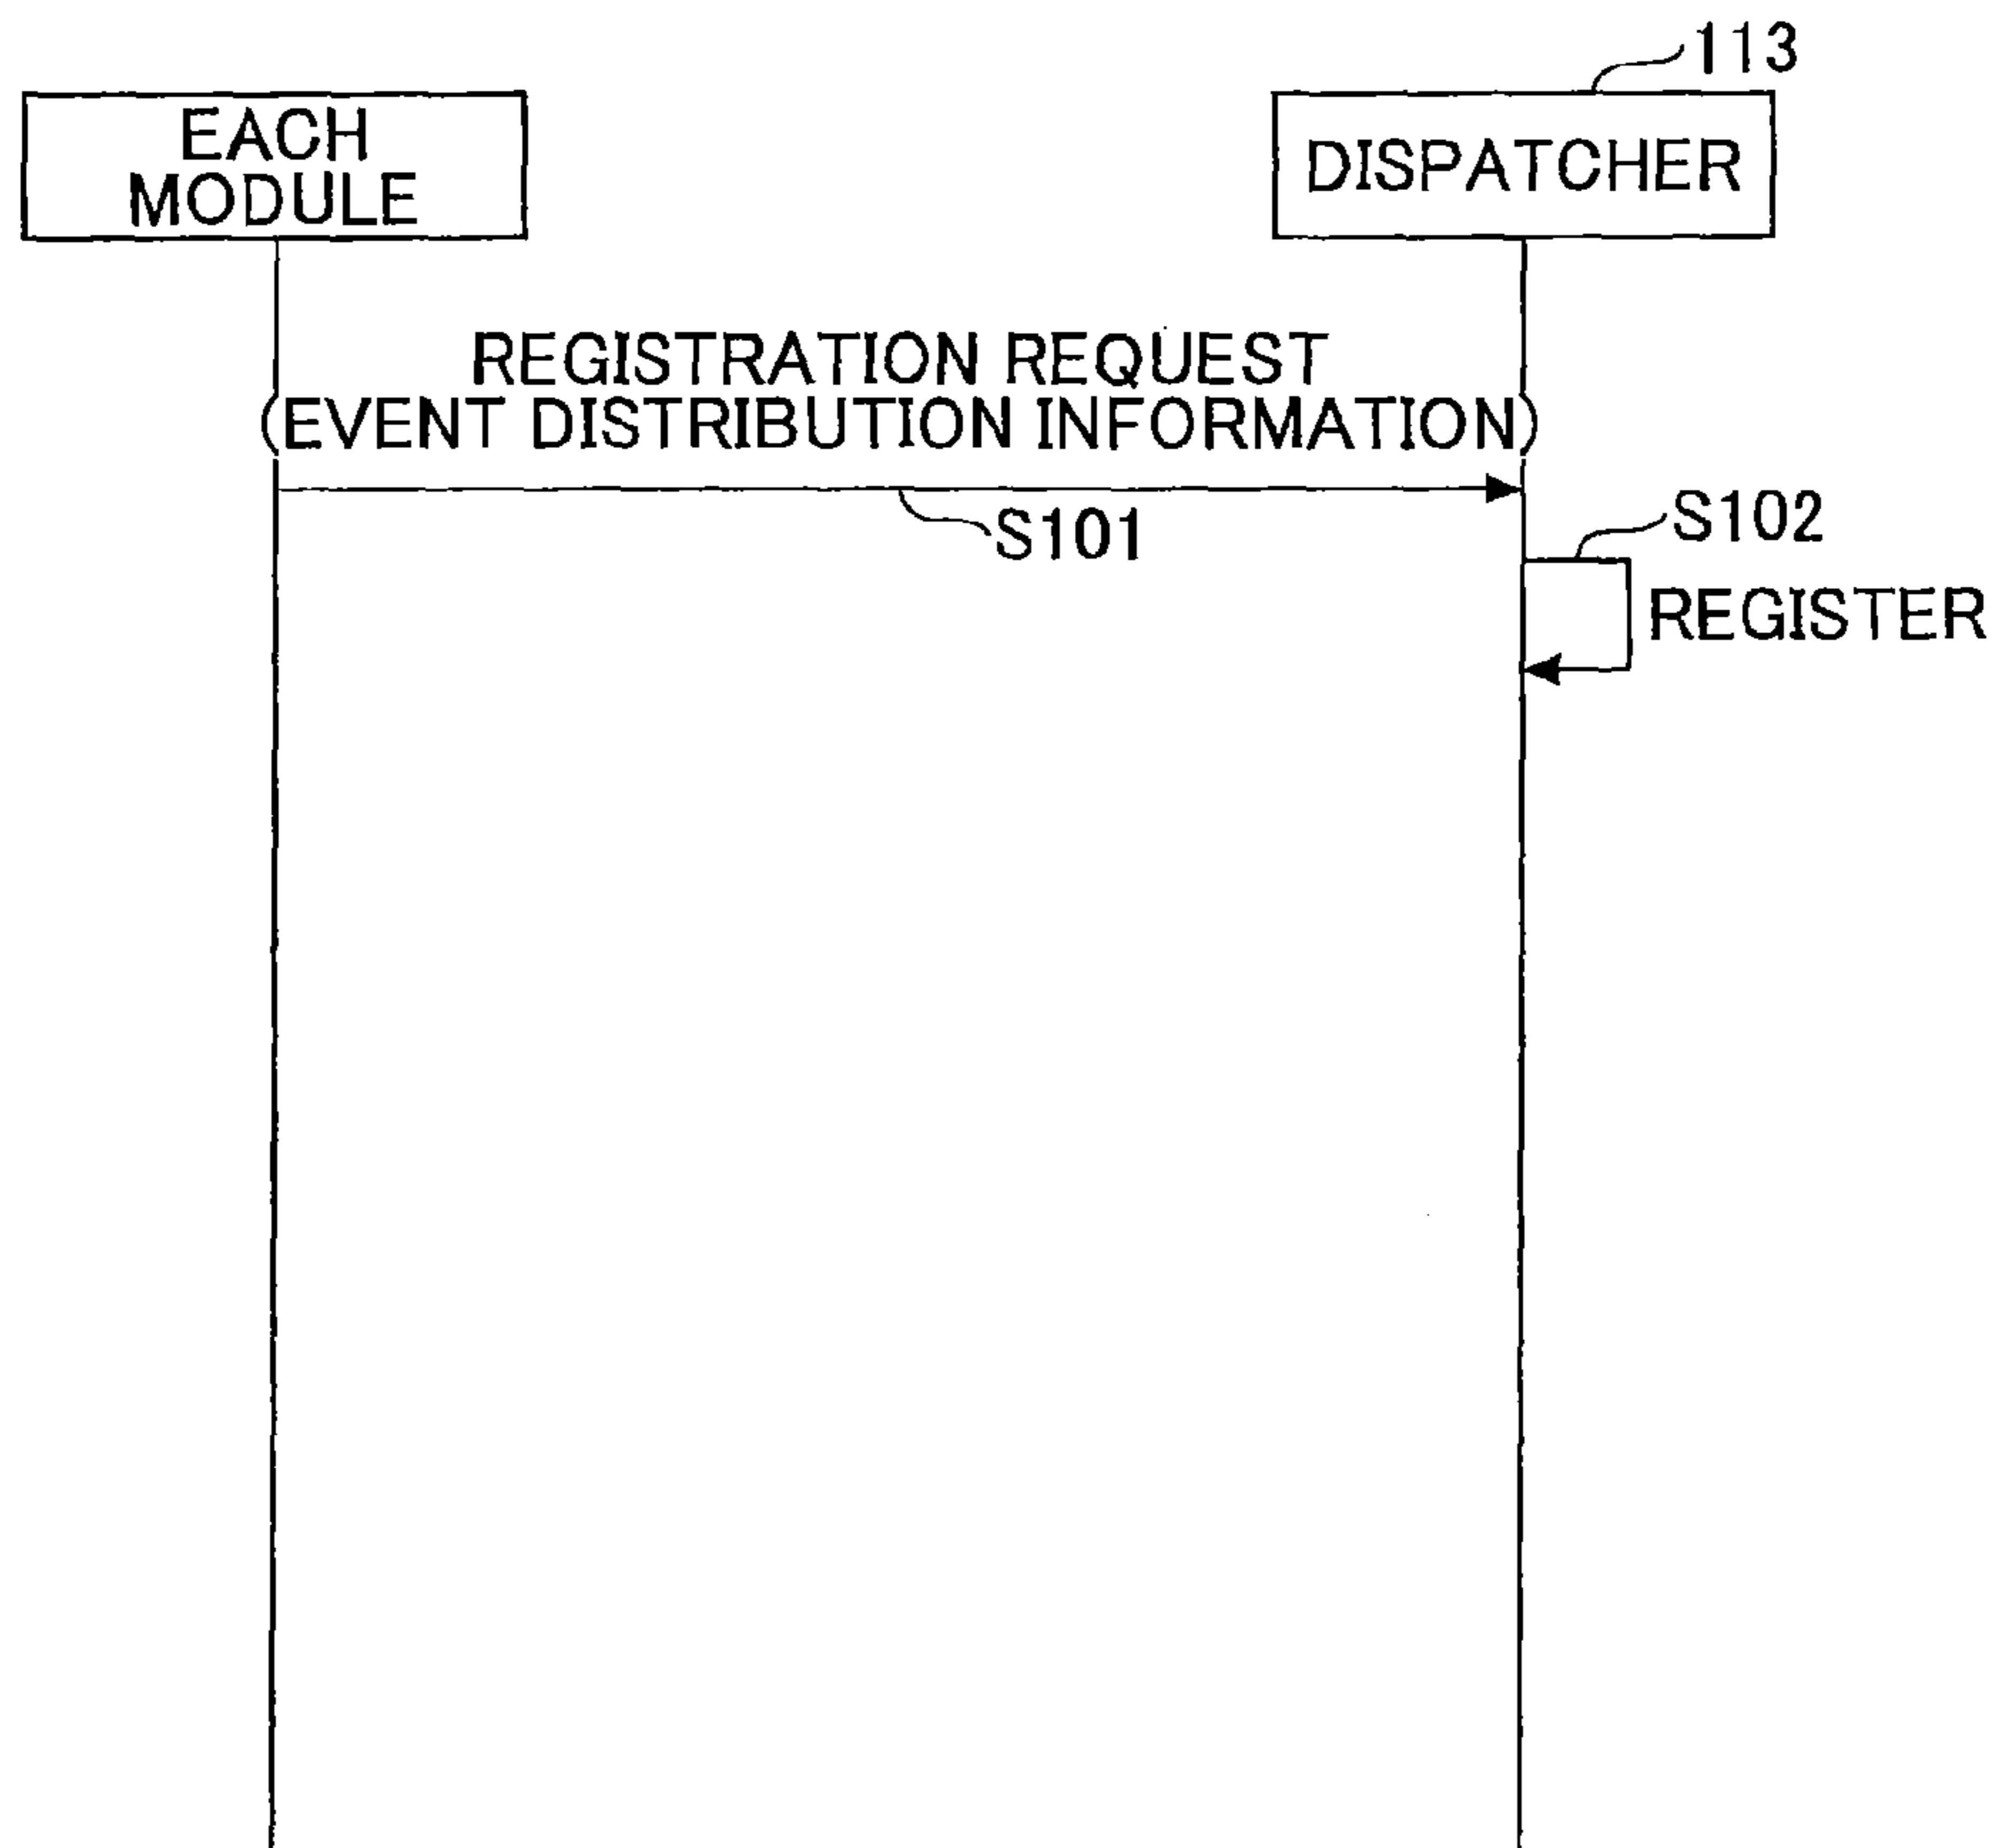 113
EACH
MODULE
DISPATCHER
REGISTRATION REQUEST
(EVENT DISTRIBUTION INFORMATION)
S101
S102
REGISTER